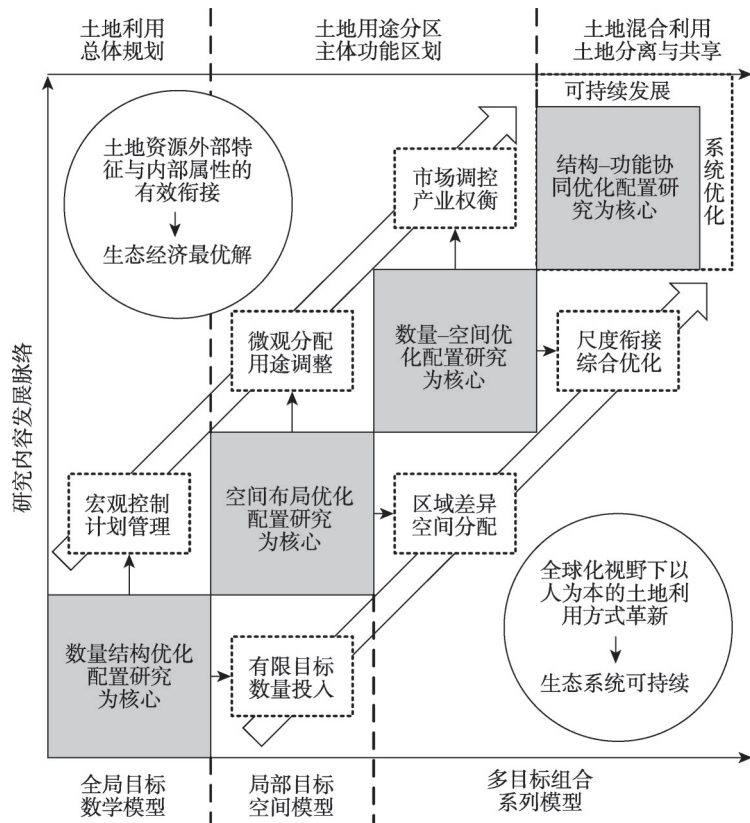 土地利用
总体规划
土地用途分区
主体功能区划
土地混合利用
土地分离与共享
可持续发展
系统优化
结构–功能协
同优化配置研
究为核心
土地资源外部特
征与内部属性的
有效衔接
生态经济最优解
市场调控
产业权衡
微观分配
用途调整
数量–空间优
化配置研究
为核心
尺度衔接
综合优化
研究内容发展脉络
宏观控制
计划管理
空间布局优化
配置研究
为核心
区域差异
空间分配
全球化视野下以
人为本的土地利
用方式革新
生态系统可持续
数量结构优化
配置研究
为核心
有限目标
数量投入
全局目标
数学模型
局部目标
空间模型
多目标组合
系列模型